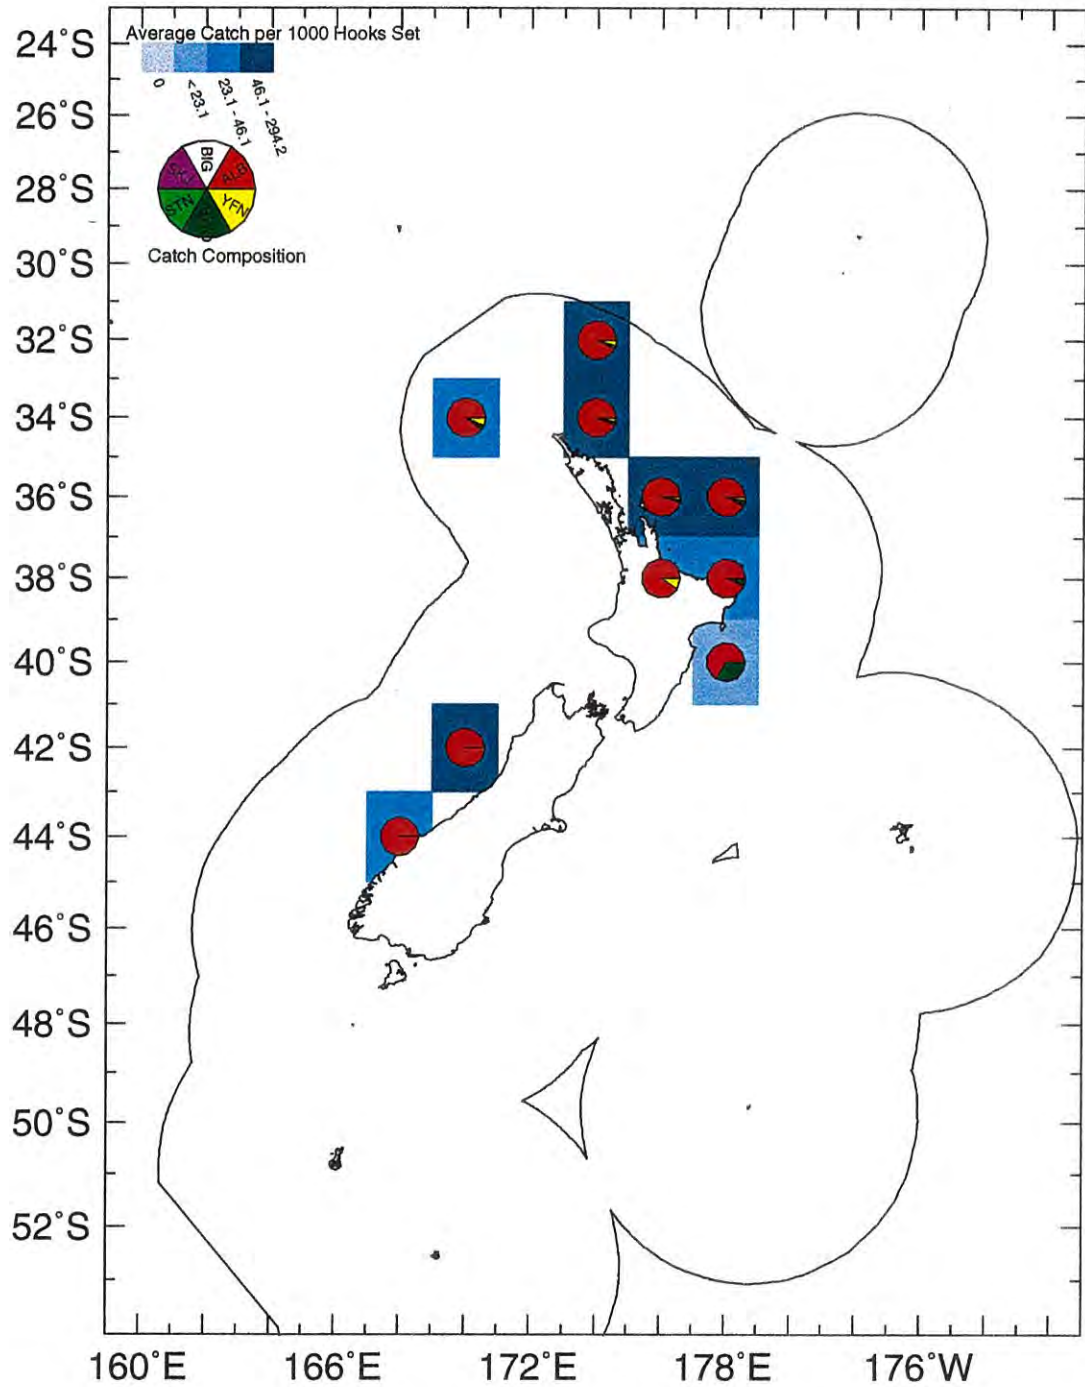 Average Catch per 1000 Hooks Set
0
< 23.1
23.1 - 46.1
46.1 - 294.2
BIG
ALB
YFN
STN
SKJ
Catch Composition
24°S
26°S
28°S
30°S
32°S
34°S
36°S
38°S
40°S
42°S
44°S
46°S
48°S
50°S
52°S
160°E 166°E 172°E 178°E 176°W